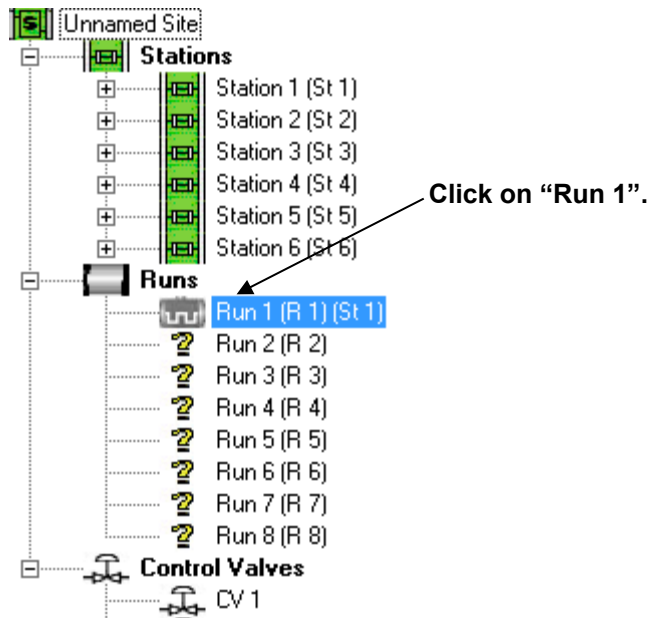 Unnamed Site
Stations
Station 1 (St 1)
Station 2 (St 2)
Station 3 (St 3)
Station 4 (St 4)
Click on “Run 1”.
Station 5 (St 5)
Station 6 (St 6)
Runs
Run 1 (R 1) (St 1)
Run 2 (R 2)
Run 3 (R 3)
Run 4 (R 4)
Run 5 (R 5)
Run 6 (R 6)
Run 7 (R 7)
Run 8 (R 8)
Control Valves
CV 1